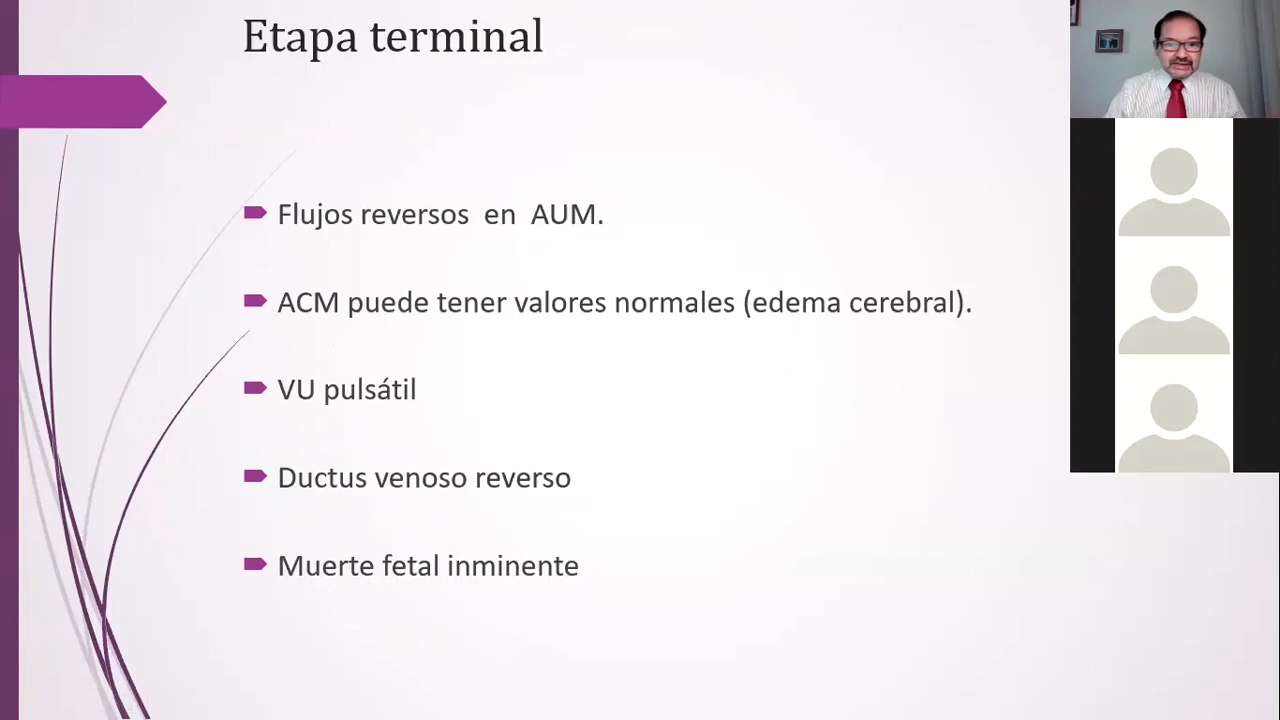 Etapa terminal
Flujos reversos en AUM.
ACM puede tener valores normales (edema cerebral).
VU pulsátil
Ductus venoso reverso
Muerte fetal inminente